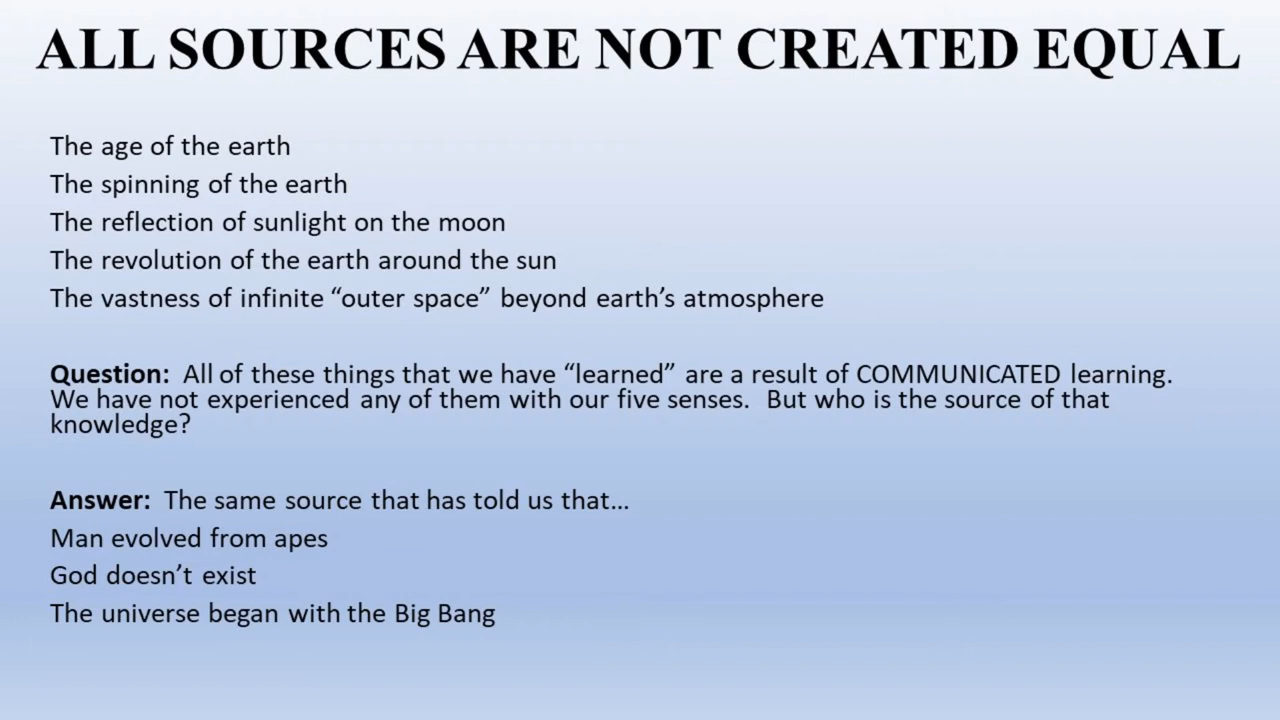 ALL SOURCES ARE NOT CREATED EQUAL
The age of the earth
The spinning of the earth
The reflection of sunlight on the moon
The revolution of the earth around the sun
The vastness of infinite “outer space” beyond earth’s atmosphere
Question: All of these things that we have “learned” are a result of COMMUNICATED learning.
We have not experienced any of them with our five senses. But who is the source of that
knowledge?
Answer: The same source that has told us that…
Man evolved from apes
God doesn’t exist
The universe began with the Big Bang